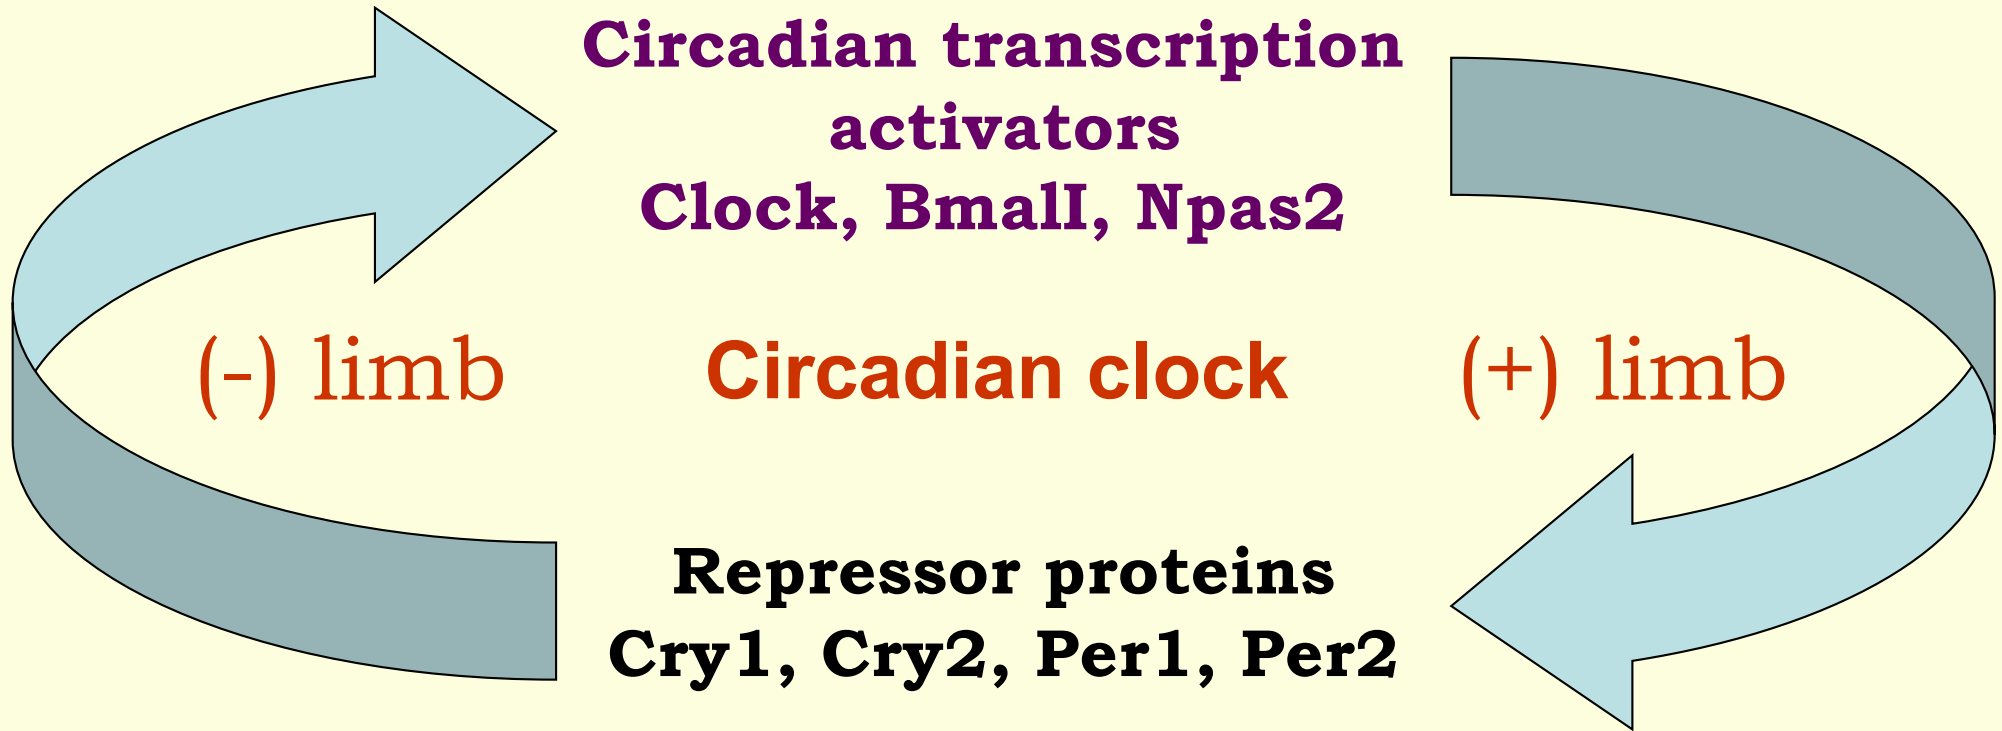 Circadian transcription
activators
Clock, BmalI, Npas2
(-) limb
Circadian clock
(+) limb
Repressor proteins
Cry1, Cry2, Per1, Per2